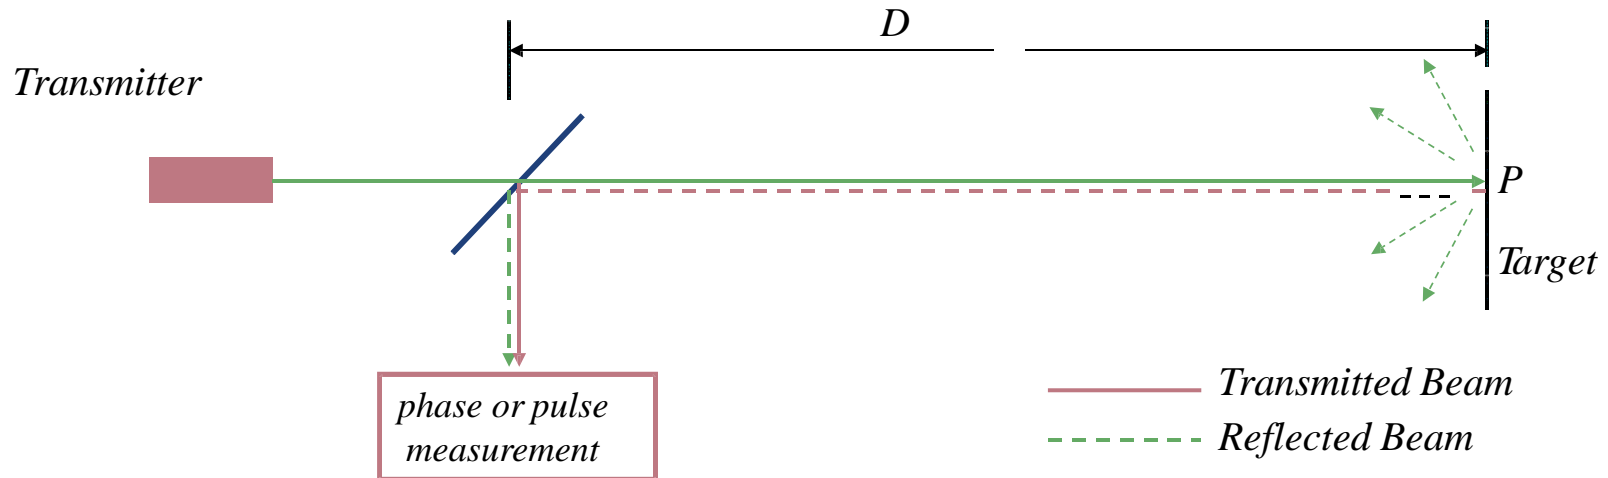 D
Transmitter
P
Target
phase or pulse
measurement
Transmitted Beam
Reflected Beam